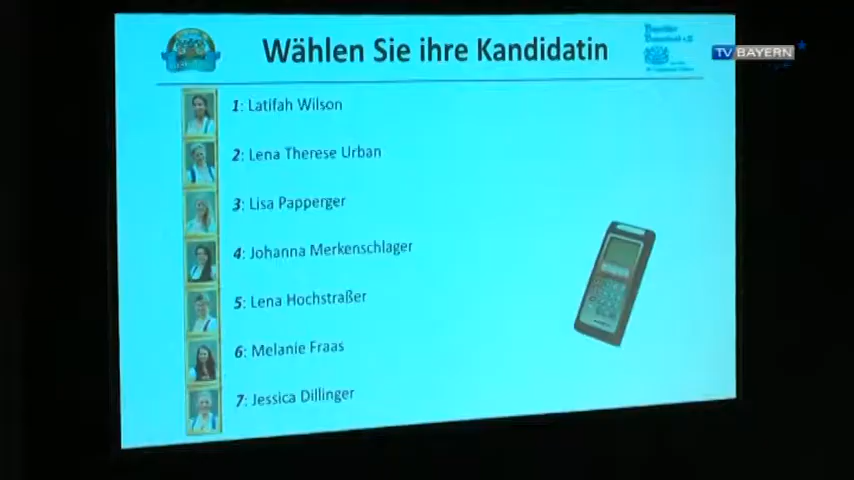 Wählen Sie ihre Kandidatin
TV BAYERN
1: Latifah Wilson
2: Lena Therese Urban
3: Lisa Papperger
4: Johanna Merkenschlager
5: Lena Hochstraßer
6: Melanie Fraas
7: Jessica Dillinger